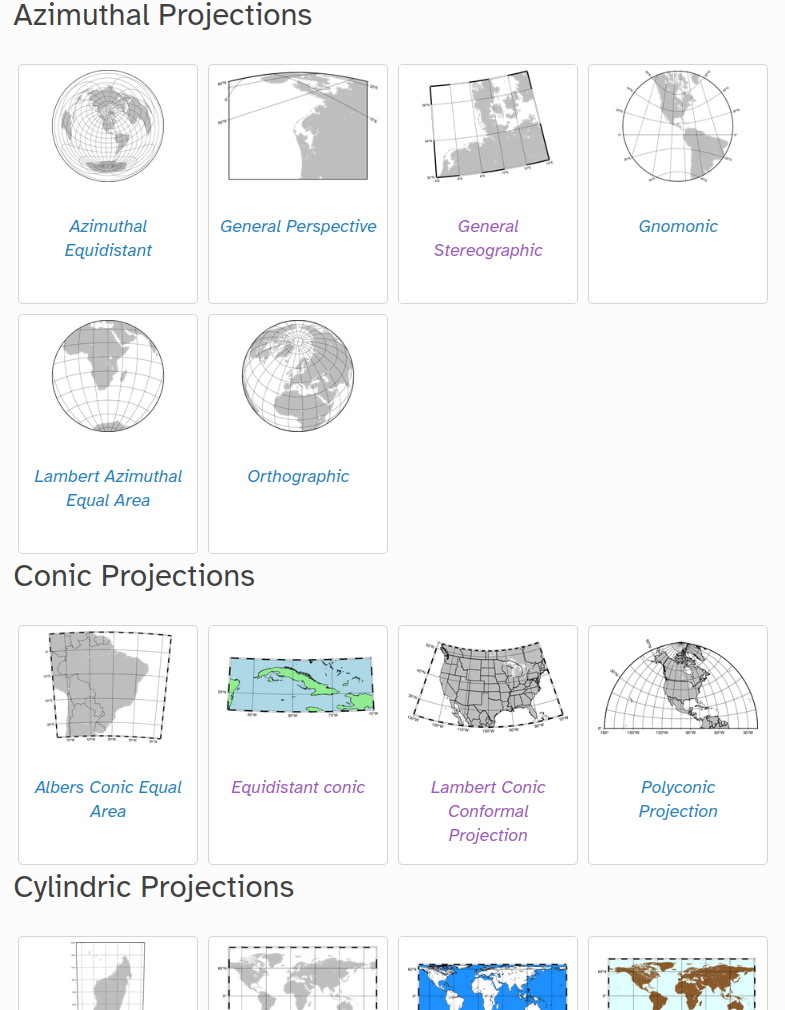 Azimuthal Projections
Azimuthal
Equidistant
General Perspective
General
Stereographic
Gnomonic
Lambert Azimuthal
Equal Area
Orthographic
Conic Projections
Albers Conic Equal
Area
Equidistant conic
Lambert Conic
Conformal
Projection
Polyconic
Projection
Cylindric Projections